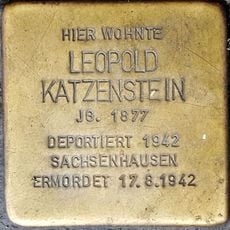 HIER WOHNTE
LEOPOLD
KATZENSTEIN
JG. 1877
DEPORTIERT 1942
SACHSENHAUSEN
ERMORDET 17.8.1942